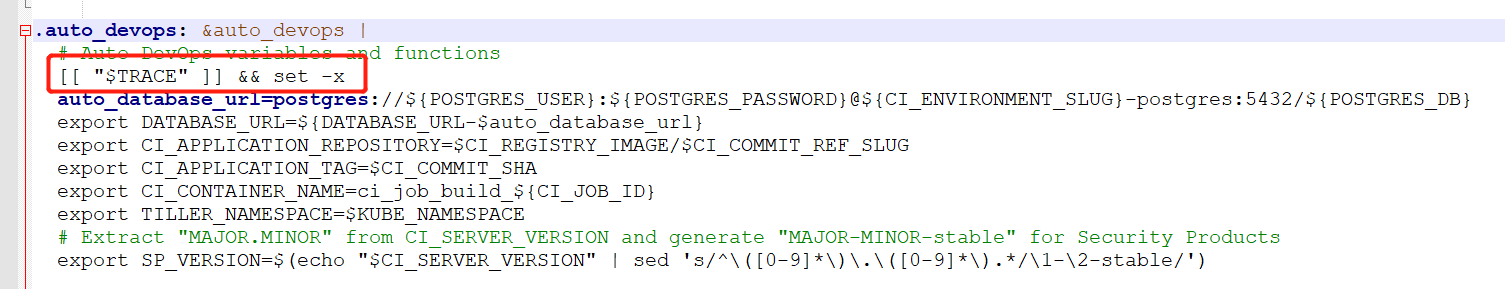 .auto_devops: &auto_devops |
# Auto DevOps variables and functions
[[ "$TRACE" ]] && set -x
auto_database_url=postgres://${POSTGRES_USER}:${POSTGRES_PASSWORD}@${CI_ENVIRONMENT_SLUG}-postgres:5432/${POSTGRES_DB}
export DATABASE_URL=${DATABASE_URL-$auto_database_url}
export CI_APPLICATION_REPOSITORY=$CI_REGISTRY_IMAGE/$CI_COMMIT_REF_SLUG
export CI_APPLICATION_TAG=$CI_COMMIT_SHA
export CI_CONTAINER_NAME=ci_job_build_${CI_JOB_ID}
export TILLER_NAMESPACE=$KUBE_NAMESPACE
# Extract "MAJOR.MINOR" from CI_SERVER_VERSION and generate "MAJOR-MINOR-stable" for Security Products
export SP_VERSION=$(echo "$CI_SERVER_VERSION" | sed 's/^\([0-9]*\)\.\([0-9]*\).*/\1-\2-stable/')